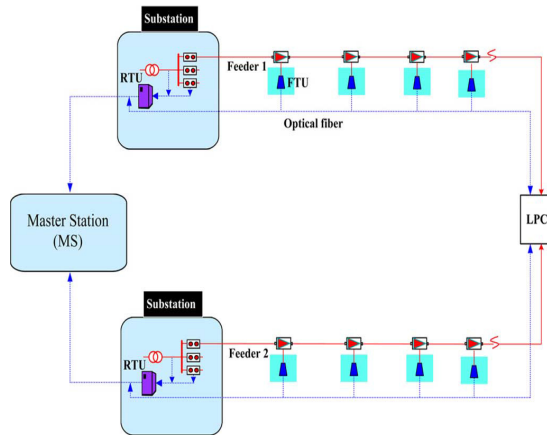 Substation
RTU
Feeder 1
FTU
Optical fiber
Master Station
(MS)
LPC
Substation
RTU
Feeder 2